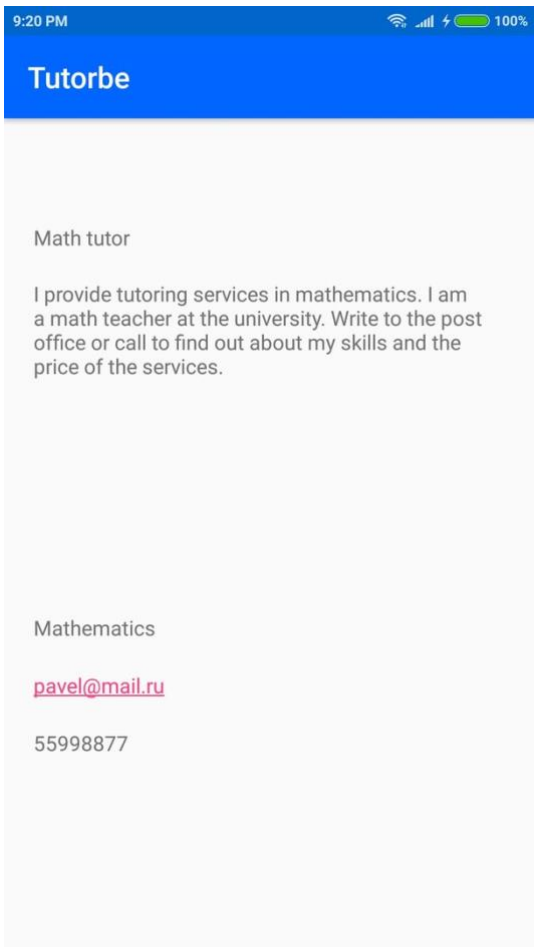 9:20 PM 100%
Tutorbe
Math tutor
I provide tutoring services in mathematics. I am
a math teacher at the university. Write to the post
office or call to find out about my skills and the
price of the services.
Mathematics
pavel@mail.ru
55998877